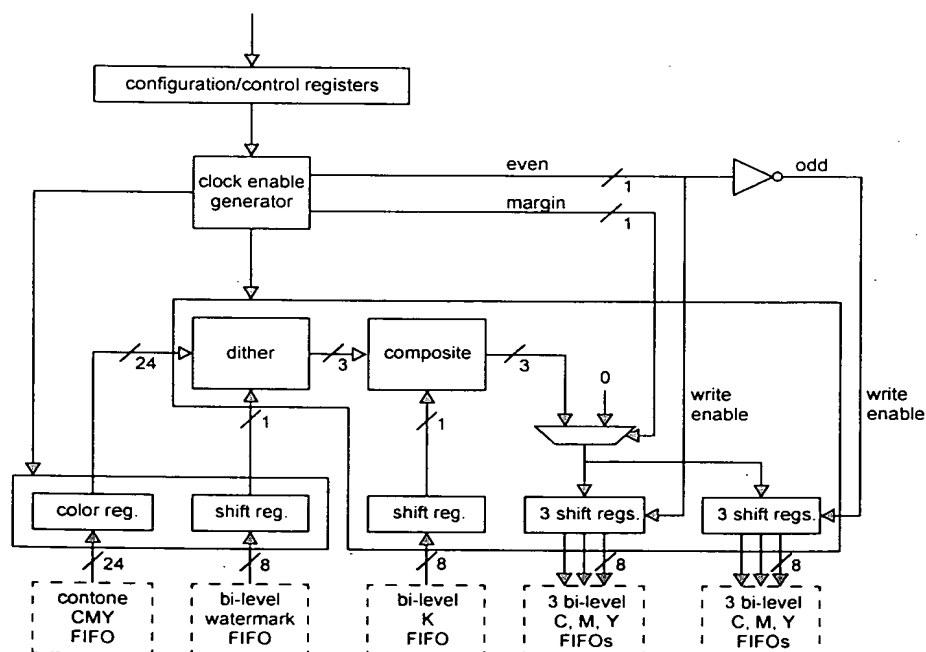 configuration/control registers
clock enable
generator
even
1
odd
margin
1
dither
composite
24
3
3
0
1
1
write
enable
write
enable
color reg.
shift reg.
shift reg.
3 shift regs.
3 shift regs.
24
8
8
8
8
contone
CMY
FIFO
bi-level
watermark
FIFO
bi-level
K
FIFO
3 bi-level
C, M, Y
FIFOs
3 bi-level
C, M, Y
FIFOs